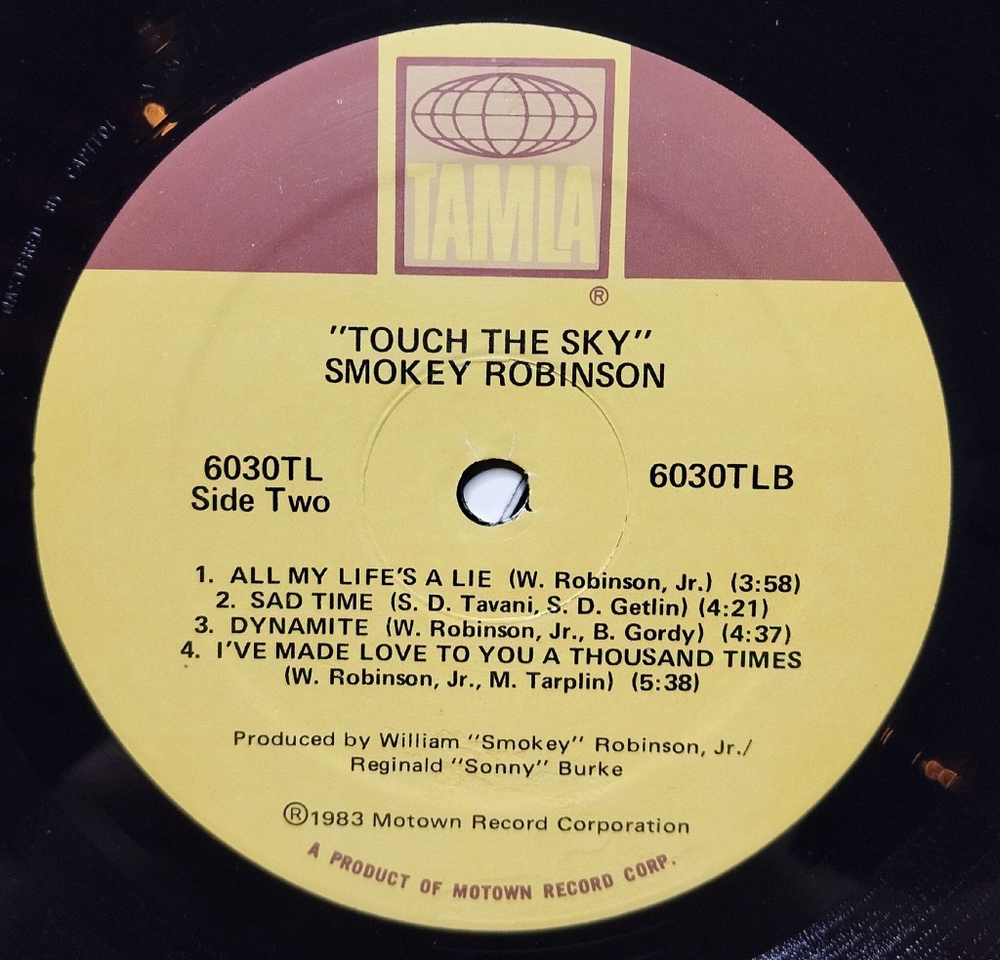 MASTERED BY CAPITOL
TAMLA
®
"TOUCH THE SKY"
SMOKEY ROBINSON
6030TL
Side Two
6030TLB
1. ALL MY LIFE'S A LIE (W. Robinson, Jr.) (3:58)
2. SAD TIME (S. D. Tavani, S. D. Getlin) (4:21)
3. DYNAMITE (W. Robinson, Jr., B. Gordy) (4:37)
4. I'VE MADE LOVE TO YOU A THOUSAND TIMES
(W. Robinson, Jr., M. Tarplin) (5:38)
Produced by William "Smokey" Robinson, Jr./
Reginald "Sonny" Burke
®1983 Motown Record Corporation
A PRODUCT OF MOTOWN RECORD CORP.